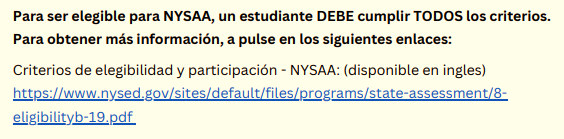 Para ser elegible para NYSAA, un estudiante DEBE cumplir TODOS los criterios.
Para obtener más información, a pulse en los siguientes enlaces:
Criterios de elegibilidad y participación - NYSAA: (disponible en ingles)
https://www.nysed.gov/sites/default/files/programs/state-assessment/8-
eligibilityb-19.pdf